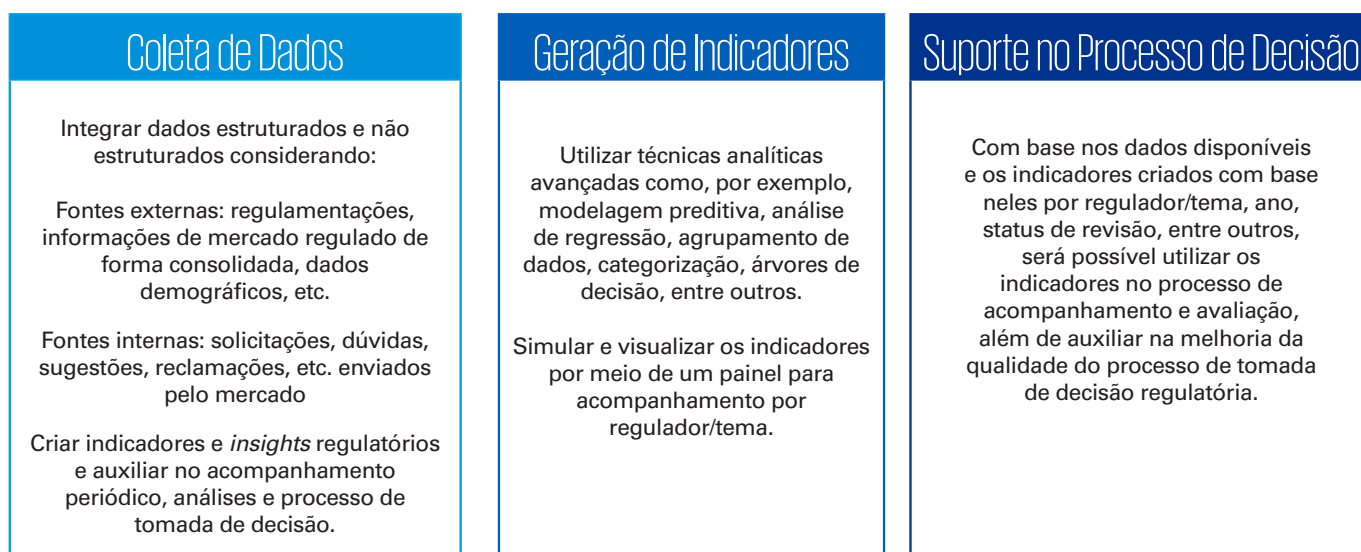 Coleta de Dados
Integrar dados estruturados e não
estruturados considerando:
Fontes externas: regulamentações,
informações de mercado regulado de
forma consolidada, dados
demográficos, etc.
Fontes internas: solicitações, dúvidas,
sugestões, reclamações, etc. enviados
pelo mercado
Criar indicadores e insights regulatórios
e auxiliar no acompanhamento
periódico, análises e processo de
tomada de decisão.
Geração de Indicadores
Utilizar técnicas analíticas
avançadas como, por exemplo,
modelagem preditiva, análise
de regressão, agrupamento de
dados, categorização, árvores de
decisão, entre outros.
Simular e visualizar os indicadores
por meio de um painel para
acompanhamento por
regulador/tema.
Suporte no Processo de Decisão
Com base nos dados disponíveis
e os indicadores criados com base
neles por regulador/tema, ano,
status de revisão, entre outros,
será possível utilizar os
indicadores no processo de
acompanhamento e avaliação,
além de auxiliar na melhoria da
qualidade do processo de tomada
de decisão regulatória.